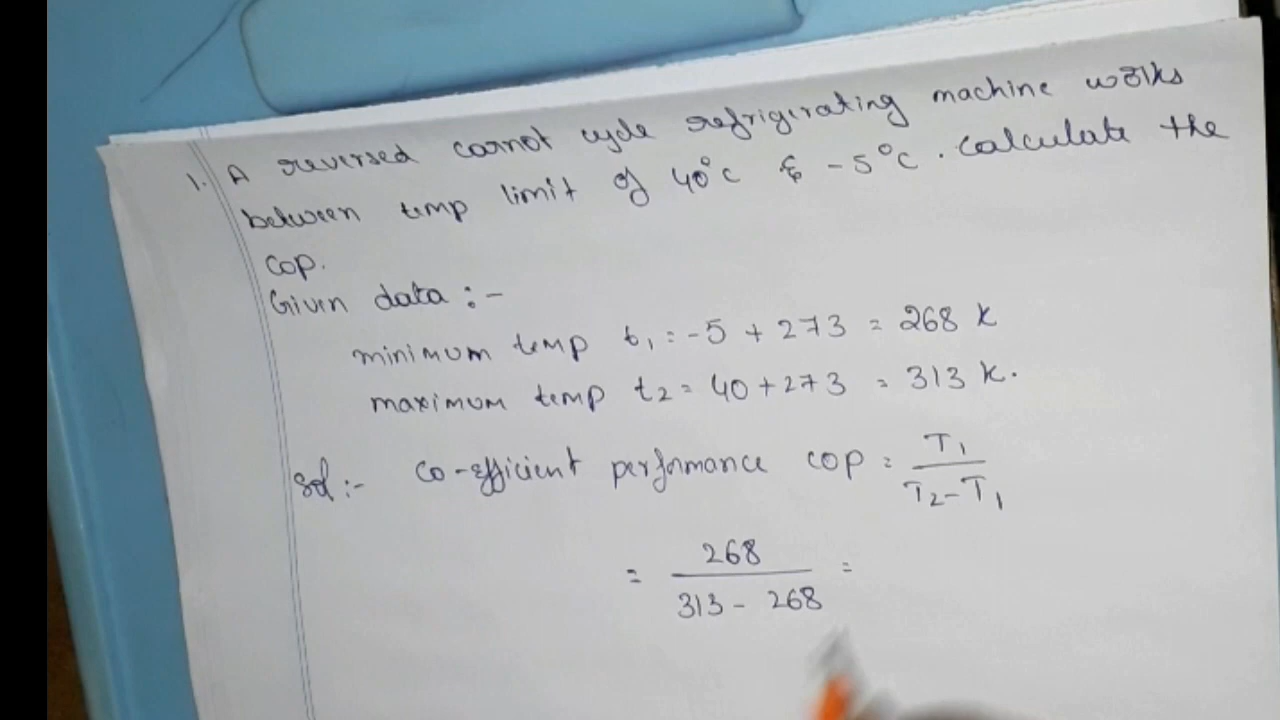 1. A reversed carnot cycle refrigerating machine works
between temp limit of 40°C & -5°C. calculate the
COP.
Given data :-
minimum temp t₁ = -5 + 273 = 268 K
maximum temp t₂ = 40 + 273 = 313 K.
Sol :- Co-efficient performance COP = T₁ / T₂ - T₁
= 268 / 313 - 268 =